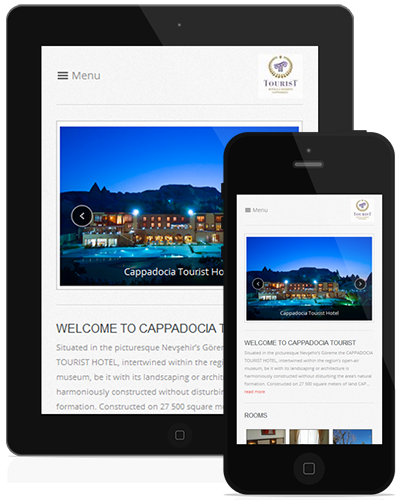 Menu
TOURIST
Cappadocia Tourist Ho
WELCOME TO CAPPADOCIA T
Situated in the picturesque Nevşehir's Göreme
TOURIST HOTEL, intertwined within the region
museum, be it with its landscaping or archite
harmoniously constructed without disturbing
formation. Constructed on 27 500 square met
Menu
TOURIST
Cappadocia Tourist Hotel
WELCOME TO CAPPADOCIA TOURIST
Situated in the picturesque Nevşehir's Göreme the CAPPADOCIA
TOURIST HOTEL, intertwined within the region's open-air
museum, be it with its landscaping or architecture is
harmoniously constructed without disturbing the area's natural
formation. Constructed on 27 500 square meters of land CAP...
read more
ROOMS